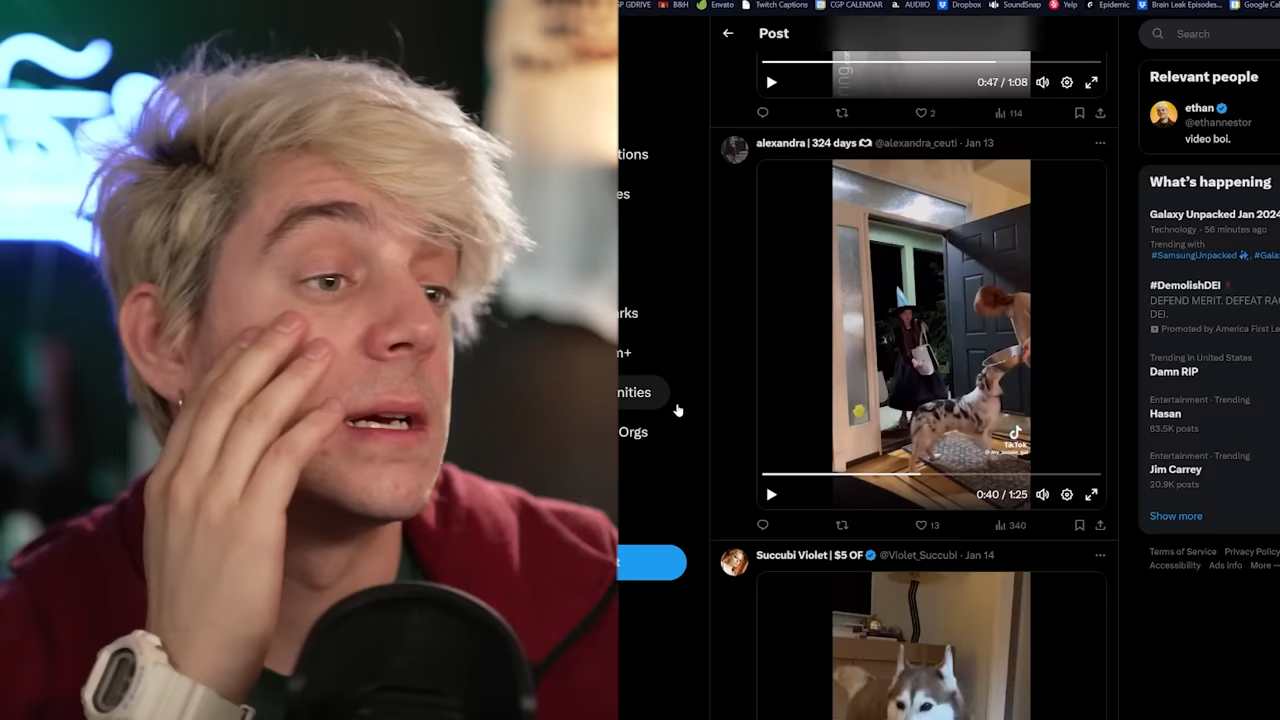 GP GDRIVE B&H Envato Twitch Captions CGP CALENDAR AUDIIO Dropbox SoundSnap Yelp Epidemic Brain Leak Episodes... Google Cal
Post
Search
0:47 / 1:08
2
114
alexandra | 324 days @alexandra_ceuti · Jan 13
TikTok
0:40 / 1:25
13
340
Succubi Violet | $5 OF @Violet_Succubi · Jan 14
tions
es
arks
m+
nities
Orgs
t
Relevant people
ethan
@ethannestor
video boi.
What's happening
Galaxy Unpacked Jan 2024
Technology · 56 minutes ago
Trending with
#SamsungUnpacked , #Gala
#DemolishDEI
DEFEND MERIT. DEFEAT RAC
DEI.
Promoted by America First Le
Trending in United States
Damn RIP
Entertainment · Trending
Hasan
63.5K posts
Entertainment · Trending
Jim Carrey
20.9K posts
Show more
Terms of Service Privacy Policy
Accessibility Ads info More ...